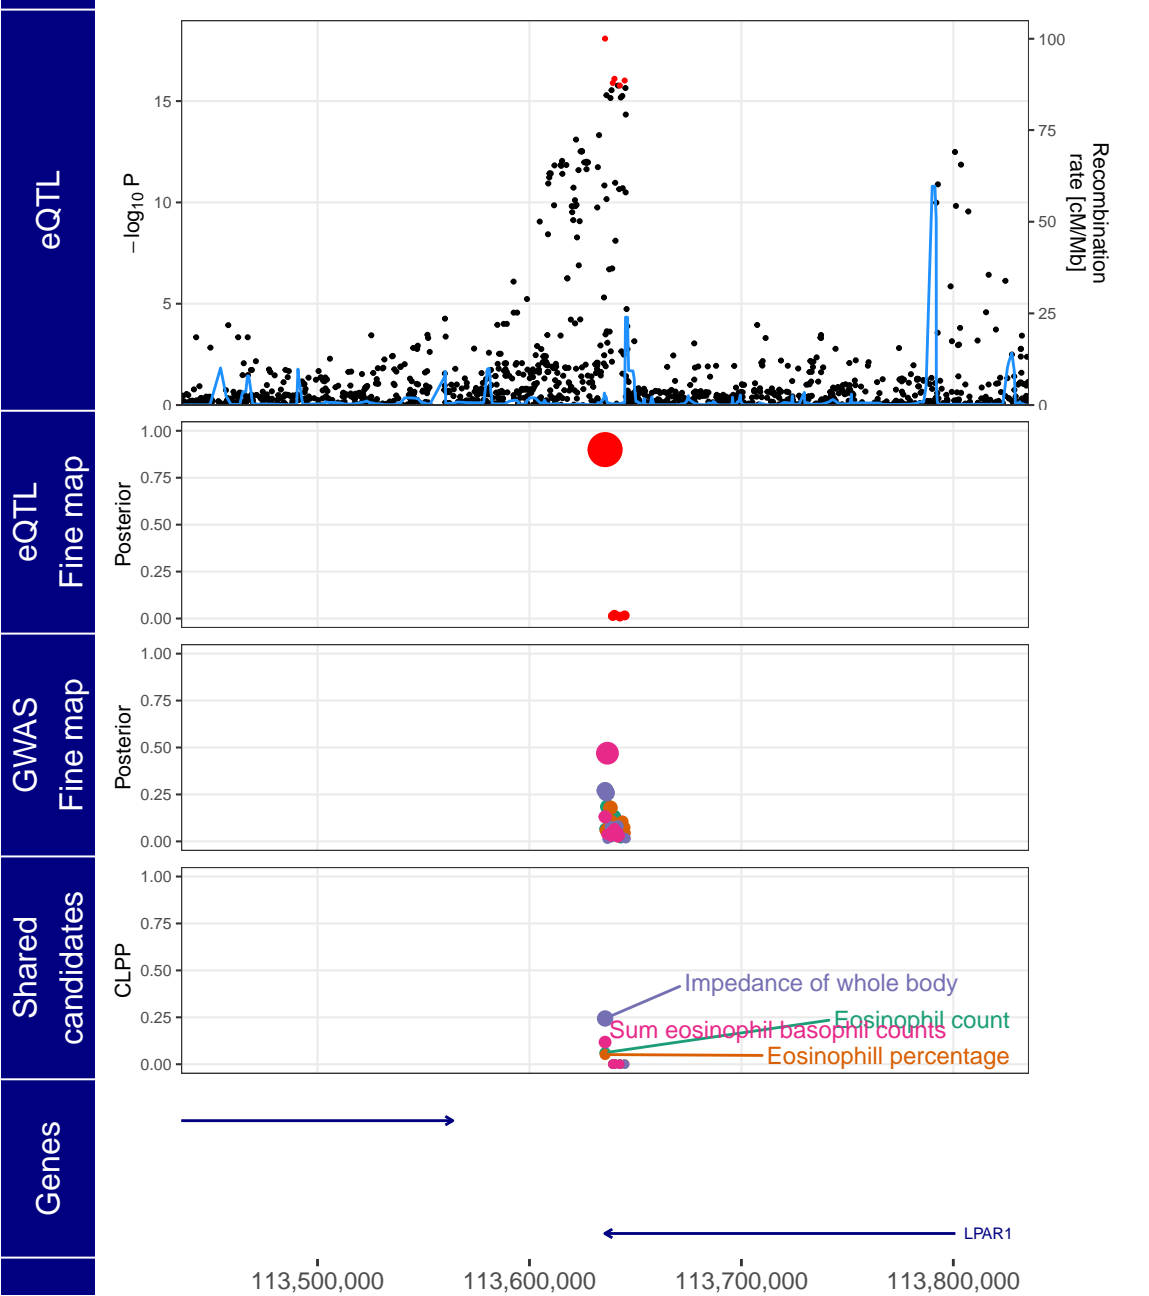 eQTL
−log10 P
15
10
5
0
100
75
50
25
0
Recombination
rate [cM/Mb]
eQTL
Fine map
Posterior
1.00
0.75
0.50
0.25
0.00
GWAS
Fine map
Posterior
1.00
0.75
0.50
0.25
0.00
Shared
candidates
CLPP
1.00
0.75
0.50
0.25
0.00
Impedance of whole body
Eosinophil count
Sum eosinophil basophil counts
Eosinophill percentage
Genes
LPAR1
113,500,000
113,600,000
113,700,000
113,800,000